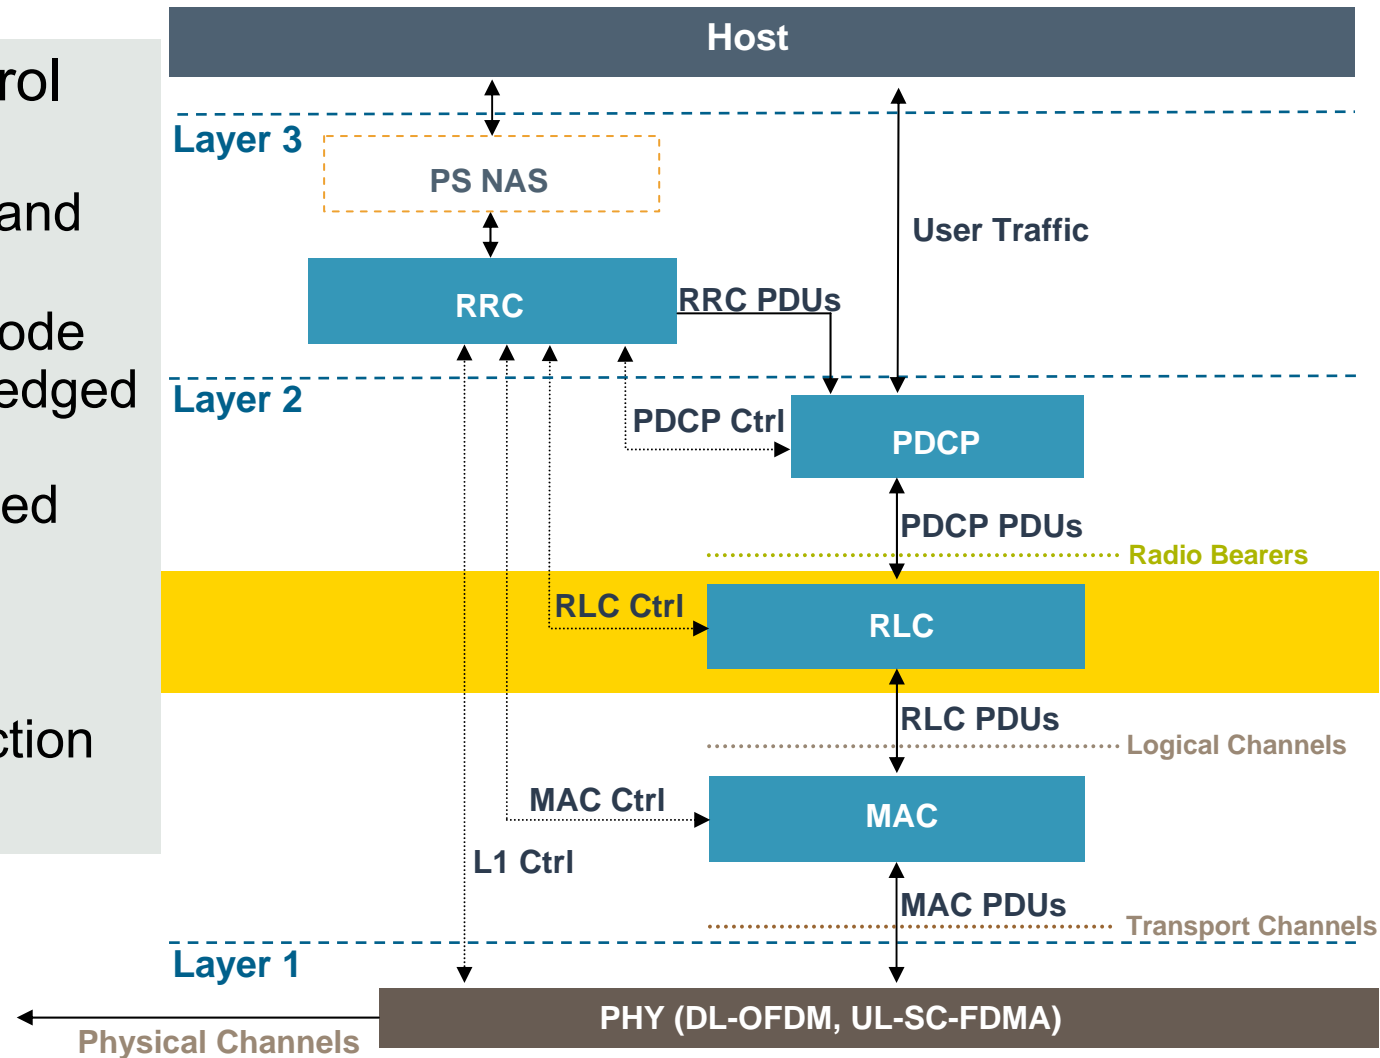 Host
rol
and
ode
edged
ed
ction
Layer 3
PS NAS
User Traffic
RRC
RRC PDUs
Layer 2
PDCP Ctrl
PDCP
PDCP PDUs
Radio Bearers
RLC Ctrl
RLC
RLC PDUs
Logical Channels
MAC Ctrl
MAC
L1 Ctrl
MAC PDUs
Transport Channels
Layer 1
PHY (DL-OFDM, UL-SC-FDMA)
Physical Channels